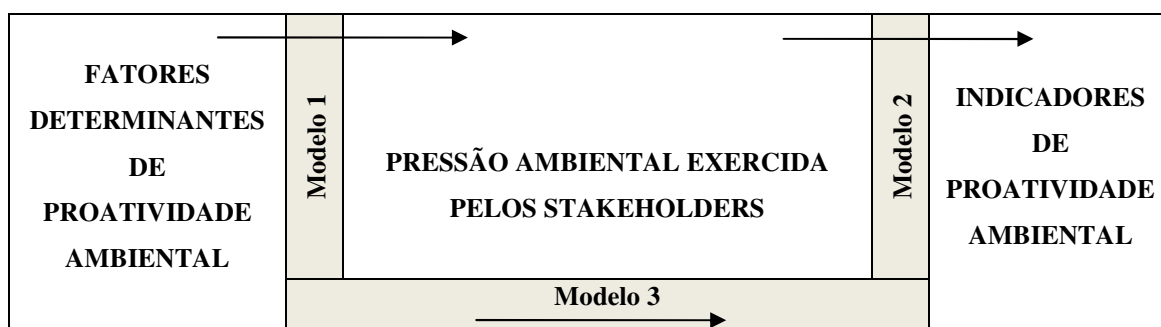 FATORES
DETERMINANTES
DE
PROATIVIDADE
AMBIENTAL
Modelo 1
PRESSÃO AMBIENTAL EXERCIDA
PELOS STAKEHOLDERS
Modelo 2
INDICADORES
DE
PROATIVIDADE
AMBIENTAL
Modelo 3